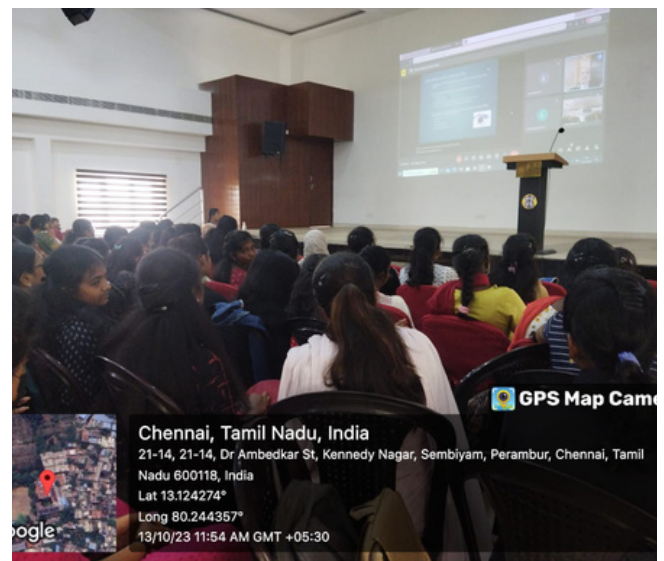 GPS Map Came
Chennai, Tamil Nadu, India
21-14, 21-14, Dr Ambedkar St, Kennedy Nagar, Sembiyam, Perambur, Chennai, Tamil
Nadu 600118, India
Lat 13.124274°
Long 80.244357°
13/10/23 11:54 AM GMT +05:30
oogle